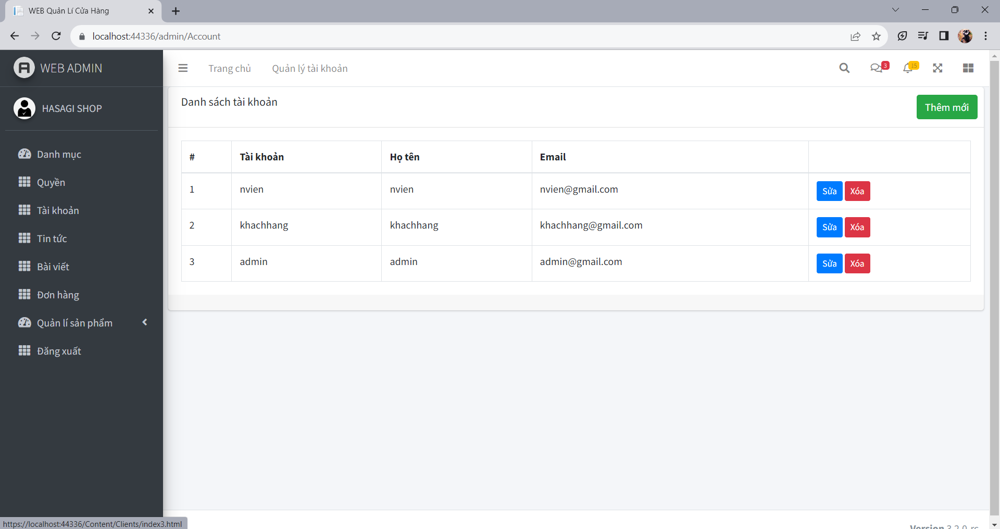 WEB Quản Lí Cửa Hàng
localhost:44336/admin/Account
WEB ADMIN
Trang chủ
Quản lý tài khoản
3
15
HASAGI SHOP
Danh sách tài khoản
Thêm mới
Danh mục
Quyền
Tài khoản
Tin tức
Bài viết
Đơn hàng
Quản lí sản phẩm
Đăng xuất
# Tài khoản Họ tên Email
1 nvien nvien nvien@gmail.com Sửa Xóa
2 khachhang khachhang khachhang@gmail.com Sửa Xóa
3 admin admin admin@gmail.com Sửa Xóa
https://localhost:44336/Content/Clients/index3.html
Version 3.2.0-rc